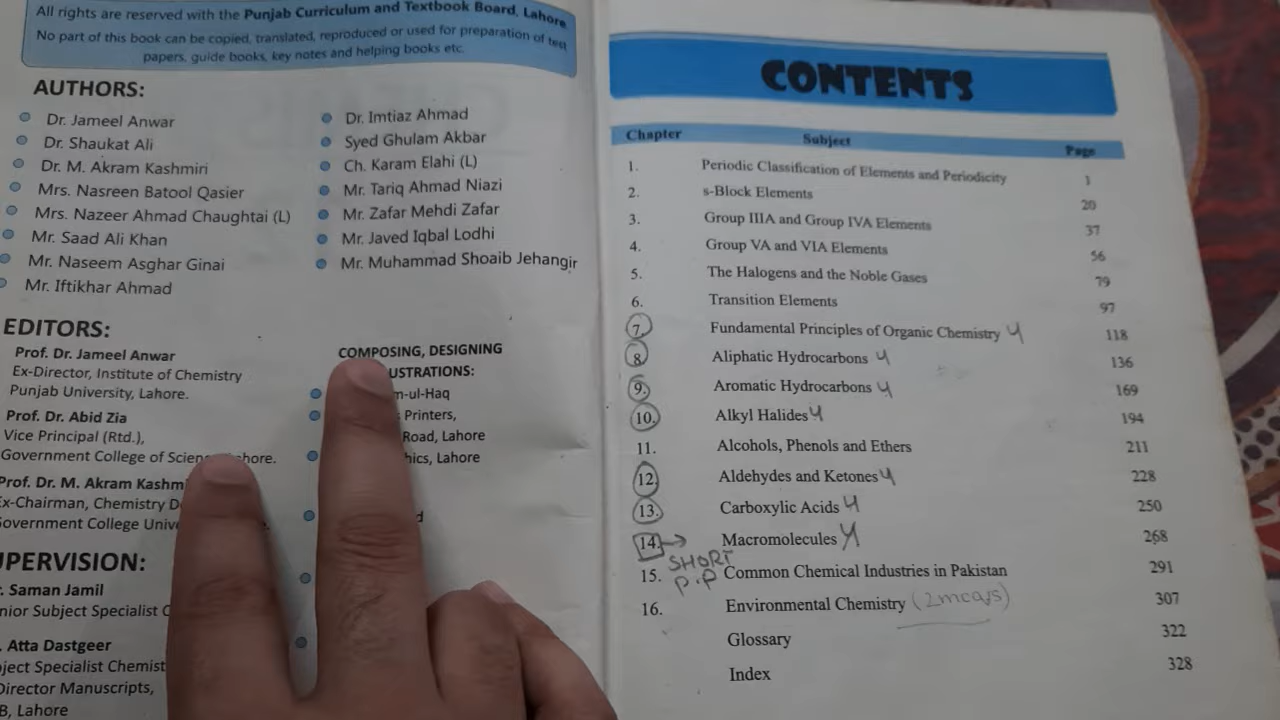 All rights are reserved with the Punjab Curriculum and Textbook Board, Lahore
No part of this book can be copied, translated, reproduced or used for preparation of test
papers, guide books, key notes and helping books etc.
AUTHORS:
Dr. Jameel Anwar
Dr. Shaukat Ali
Dr. M. Akram Kashmiri
Mrs. Nasreen Batool Qasier
Mrs. Nazeer Ahmad Chaughtai (L)
Mr. Saad Ali Khan
Mr. Naseem Asghar Ginai
Mr. Iftikhar Ahmad
Dr. Imtiaz Ahmad
Syed Ghulam Akbar
Ch. Karam Elahi (L)
Mr. Tariq Ahmad Niazi
Mr. Zafar Mehdi Zafar
Mr. Javed Iqbal Lodhi
Mr. Muhammad Shoaib Jehangir
EDITORS:
Prof. Dr. Jameel Anwar
Ex-Director, Institute of Chemistry
Punjab University, Lahore.
Prof. Dr. Abid Zia
Vice Principal (Rtd.),
Government College of
Prof. Dr. M. Akram
Ex-Chairman, Chemistry
Government College
Saman Jamil
Subject Specialist
Atta Dastgeer
Specialist
Director Manuscripts,
Lahore
COMPOSING, DESIGNING
Printers,
Road, Lahore
Lahore
CONTENTS
Chapter Subject Page
1. Periodic Classification of Elements and Periodicity 1
2. s-Block Elements 20
3. Group IIIA and Group IVA Elements 37
4. Group VA and VIA Elements 56
5. The Halogens and the Noble Gases 79
6. Transition Elements 97
7. Fundamental Principles of Organic Chemistry 118
8. Aliphatic Hydrocarbons 136
9. Aromatic Hydrocarbons 169
10. Alkyl Halides 194
11. Alcohols, Phenols and Ethers 211
12. Aldehydes and Ketones 228
13. Carboxylic Acids 250
14. Macromolecules 268
SHORT
P.P
15. Common Chemical Industries in Pakistan 291
16. Environmental Chemistry (2mcqs) 307
Glossary 322
Index 328